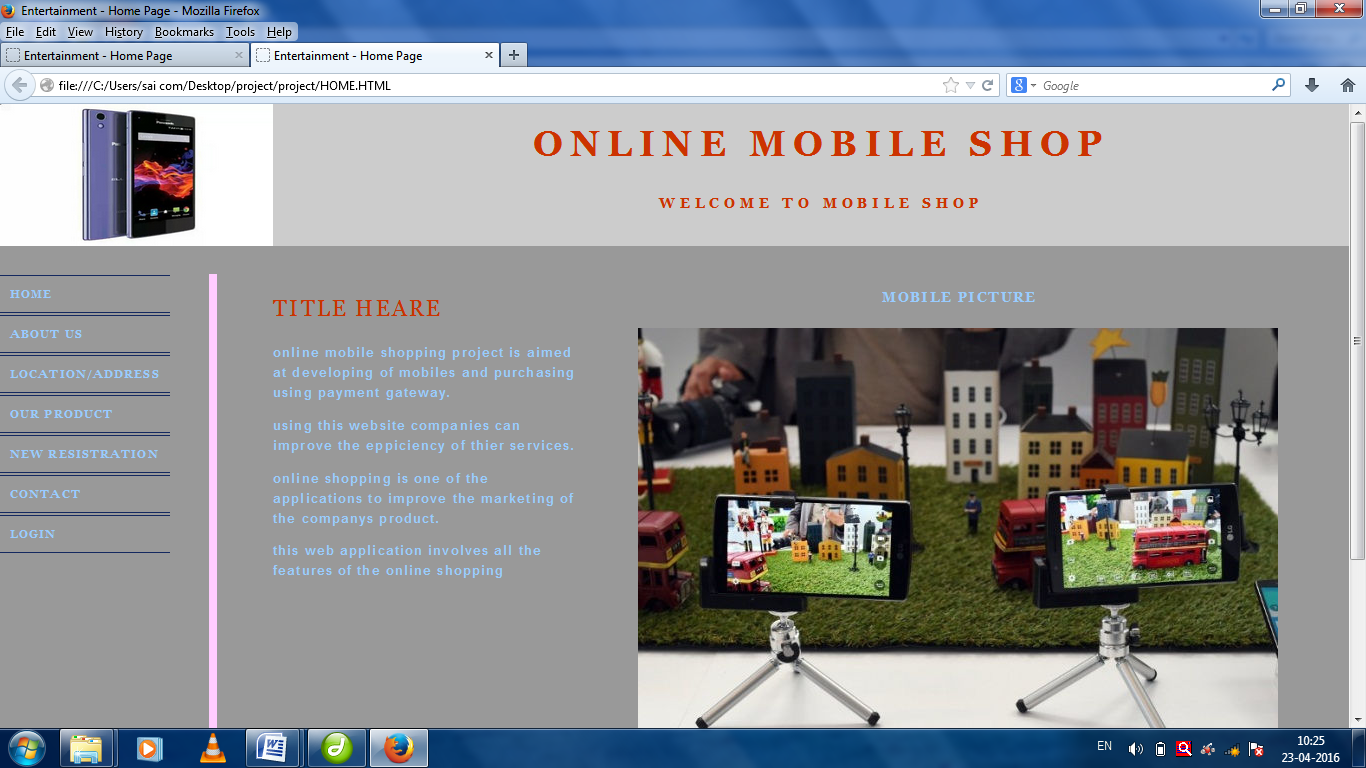 Entertainment - Home Page - Mozilla Firefox
File Edit View History Bookmarks Tools Help
Entertainment - Home Page
Entertainment - Home Page
file:///C:/Users/sai com/Desktop/project/project/HOME.HTML
Google
ONLINE MOBILE SHOP
WELCOME TO MOBILE SHOP
HOME
ABOUT US
LOCATION/ADDRESS
OUR PRODUCT
NEW RESISTRATION
CONTACT
LOGIN
TITLE HEARE
online mobile shopping project is aimed
at developing of mobiles and purchasing
using payment gateway.
using this website companies can
improve the eppiciency of thier services.
online shopping is one of the
applications to improve the marketing of
the companys product.
this web application involves all the
features of the online shopping
MOBILE PICTURE
LG
LG
EN
10:25
23-04-2016